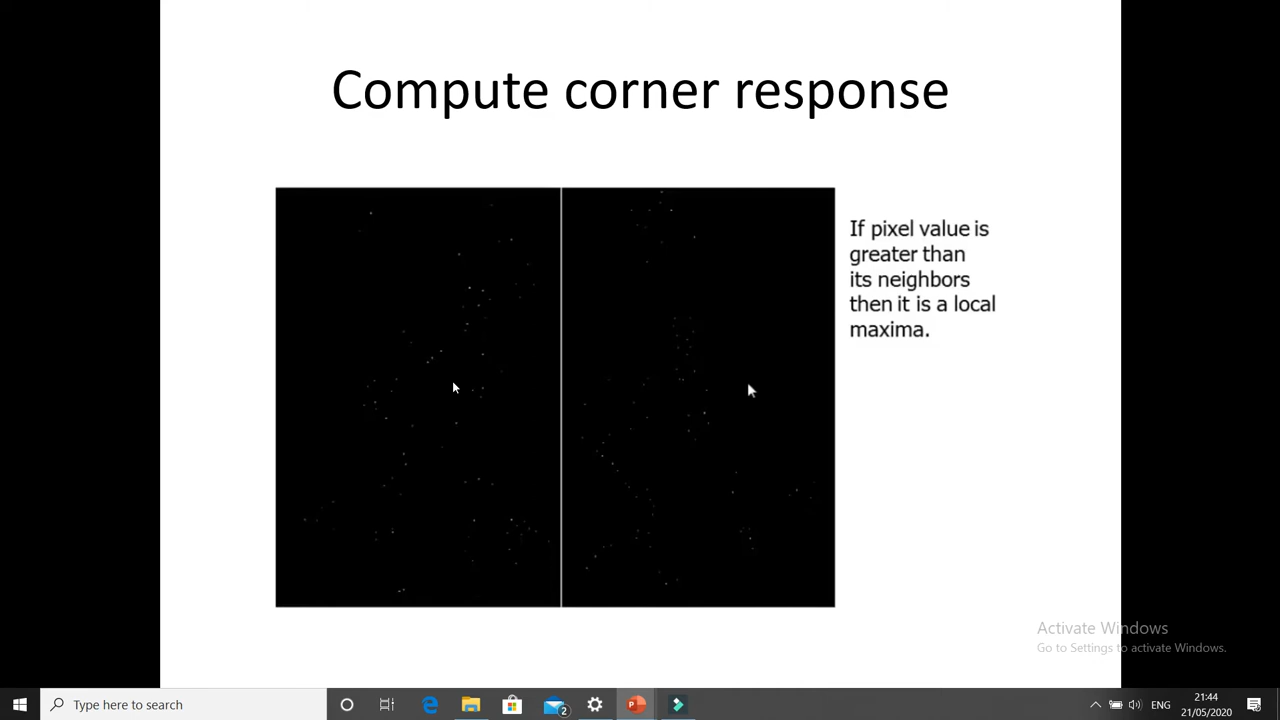 Compute corner response
If pixel value is
greater than
its neighbors
then it is a local
maxima.
Activate Windows
Go to Settings to activate Windows.
Type here to search
2
ENG
21:44
21/05/2020